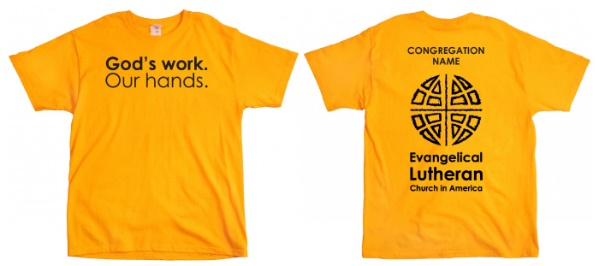 God's work.
Our hands.
CONGREGATION
NAME
Evangelical
Lutheran
Church in America